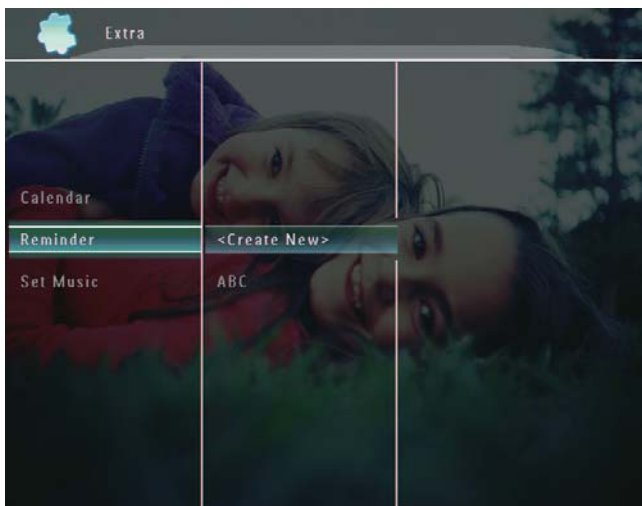 Extra
Calendar
Reminder
<Create New>
Set Music
ABC